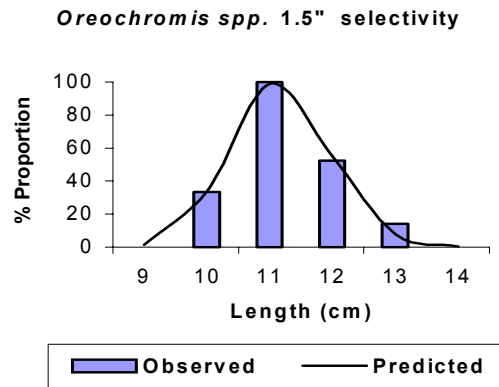 Oreochromis spp. 1.5" selectivity
% Proportion
100
80
60
40
20
0
9 10 11 12 13 14
Length (cm)
Observed Predicted